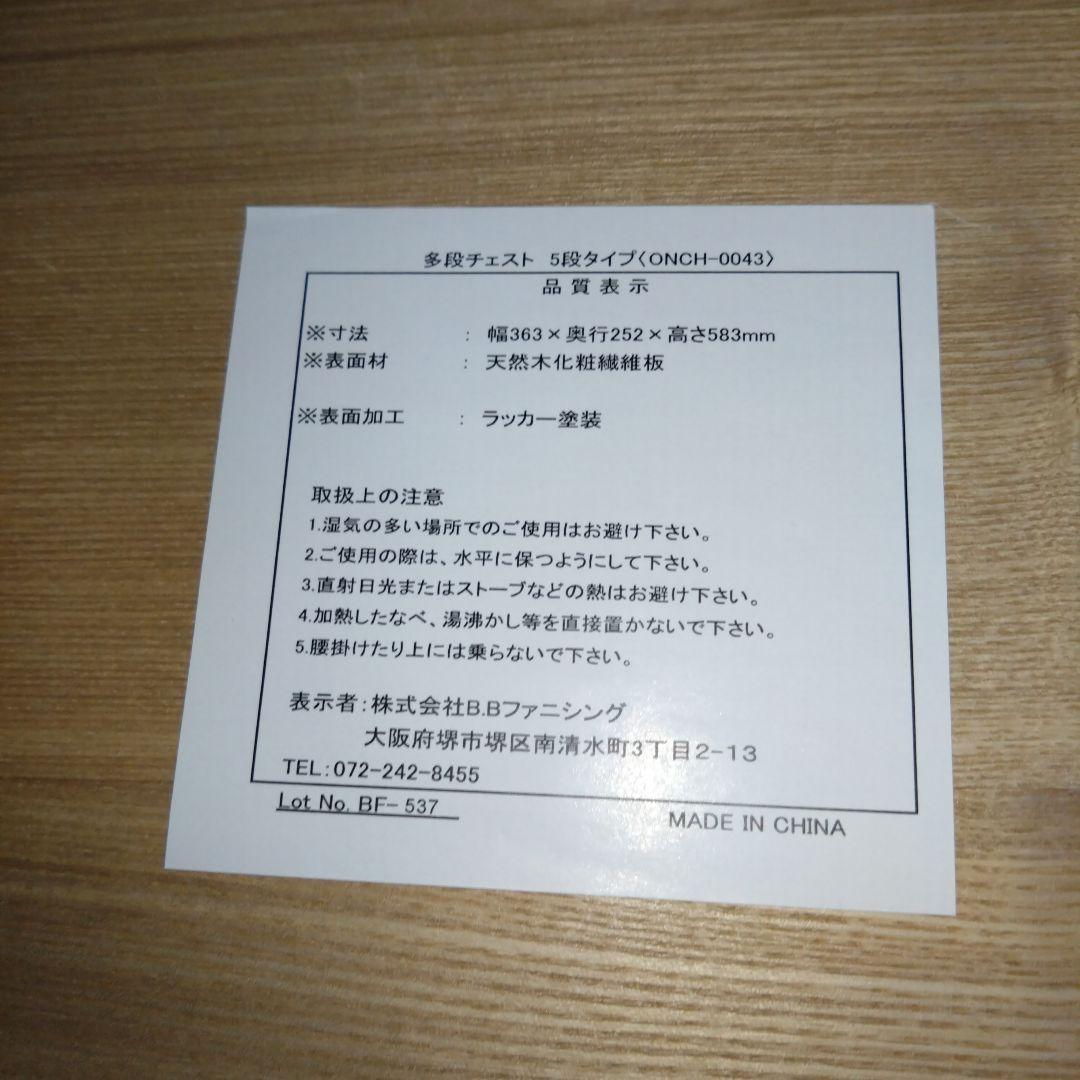 多段チェスト 5段タイプ〈ONCH-0043〉
品質表示
※寸法 : 幅363×奥行252×高さ583mm
※表面材 : 天然木化粧繊維板
※表面加工 : ラッカー塗装
取扱上の注意
1.湿気の多い場所でのご使用はお避け下さい。
2.ご使用の際は、水平に保つようにして下さい。
3.直射日光またはストーブなどの熱はお避け下さい。
4.加熱したなべ、湯沸かし等を直接置かないで下さい。
5.腰掛けたり上には乗らないで下さい。
表示者:株式会社B.Bファニシング
大阪府堺市堺区南清水町3丁目2-13
TEL:072-242-8455
Lot No. BF- 537
MADE IN CHINA